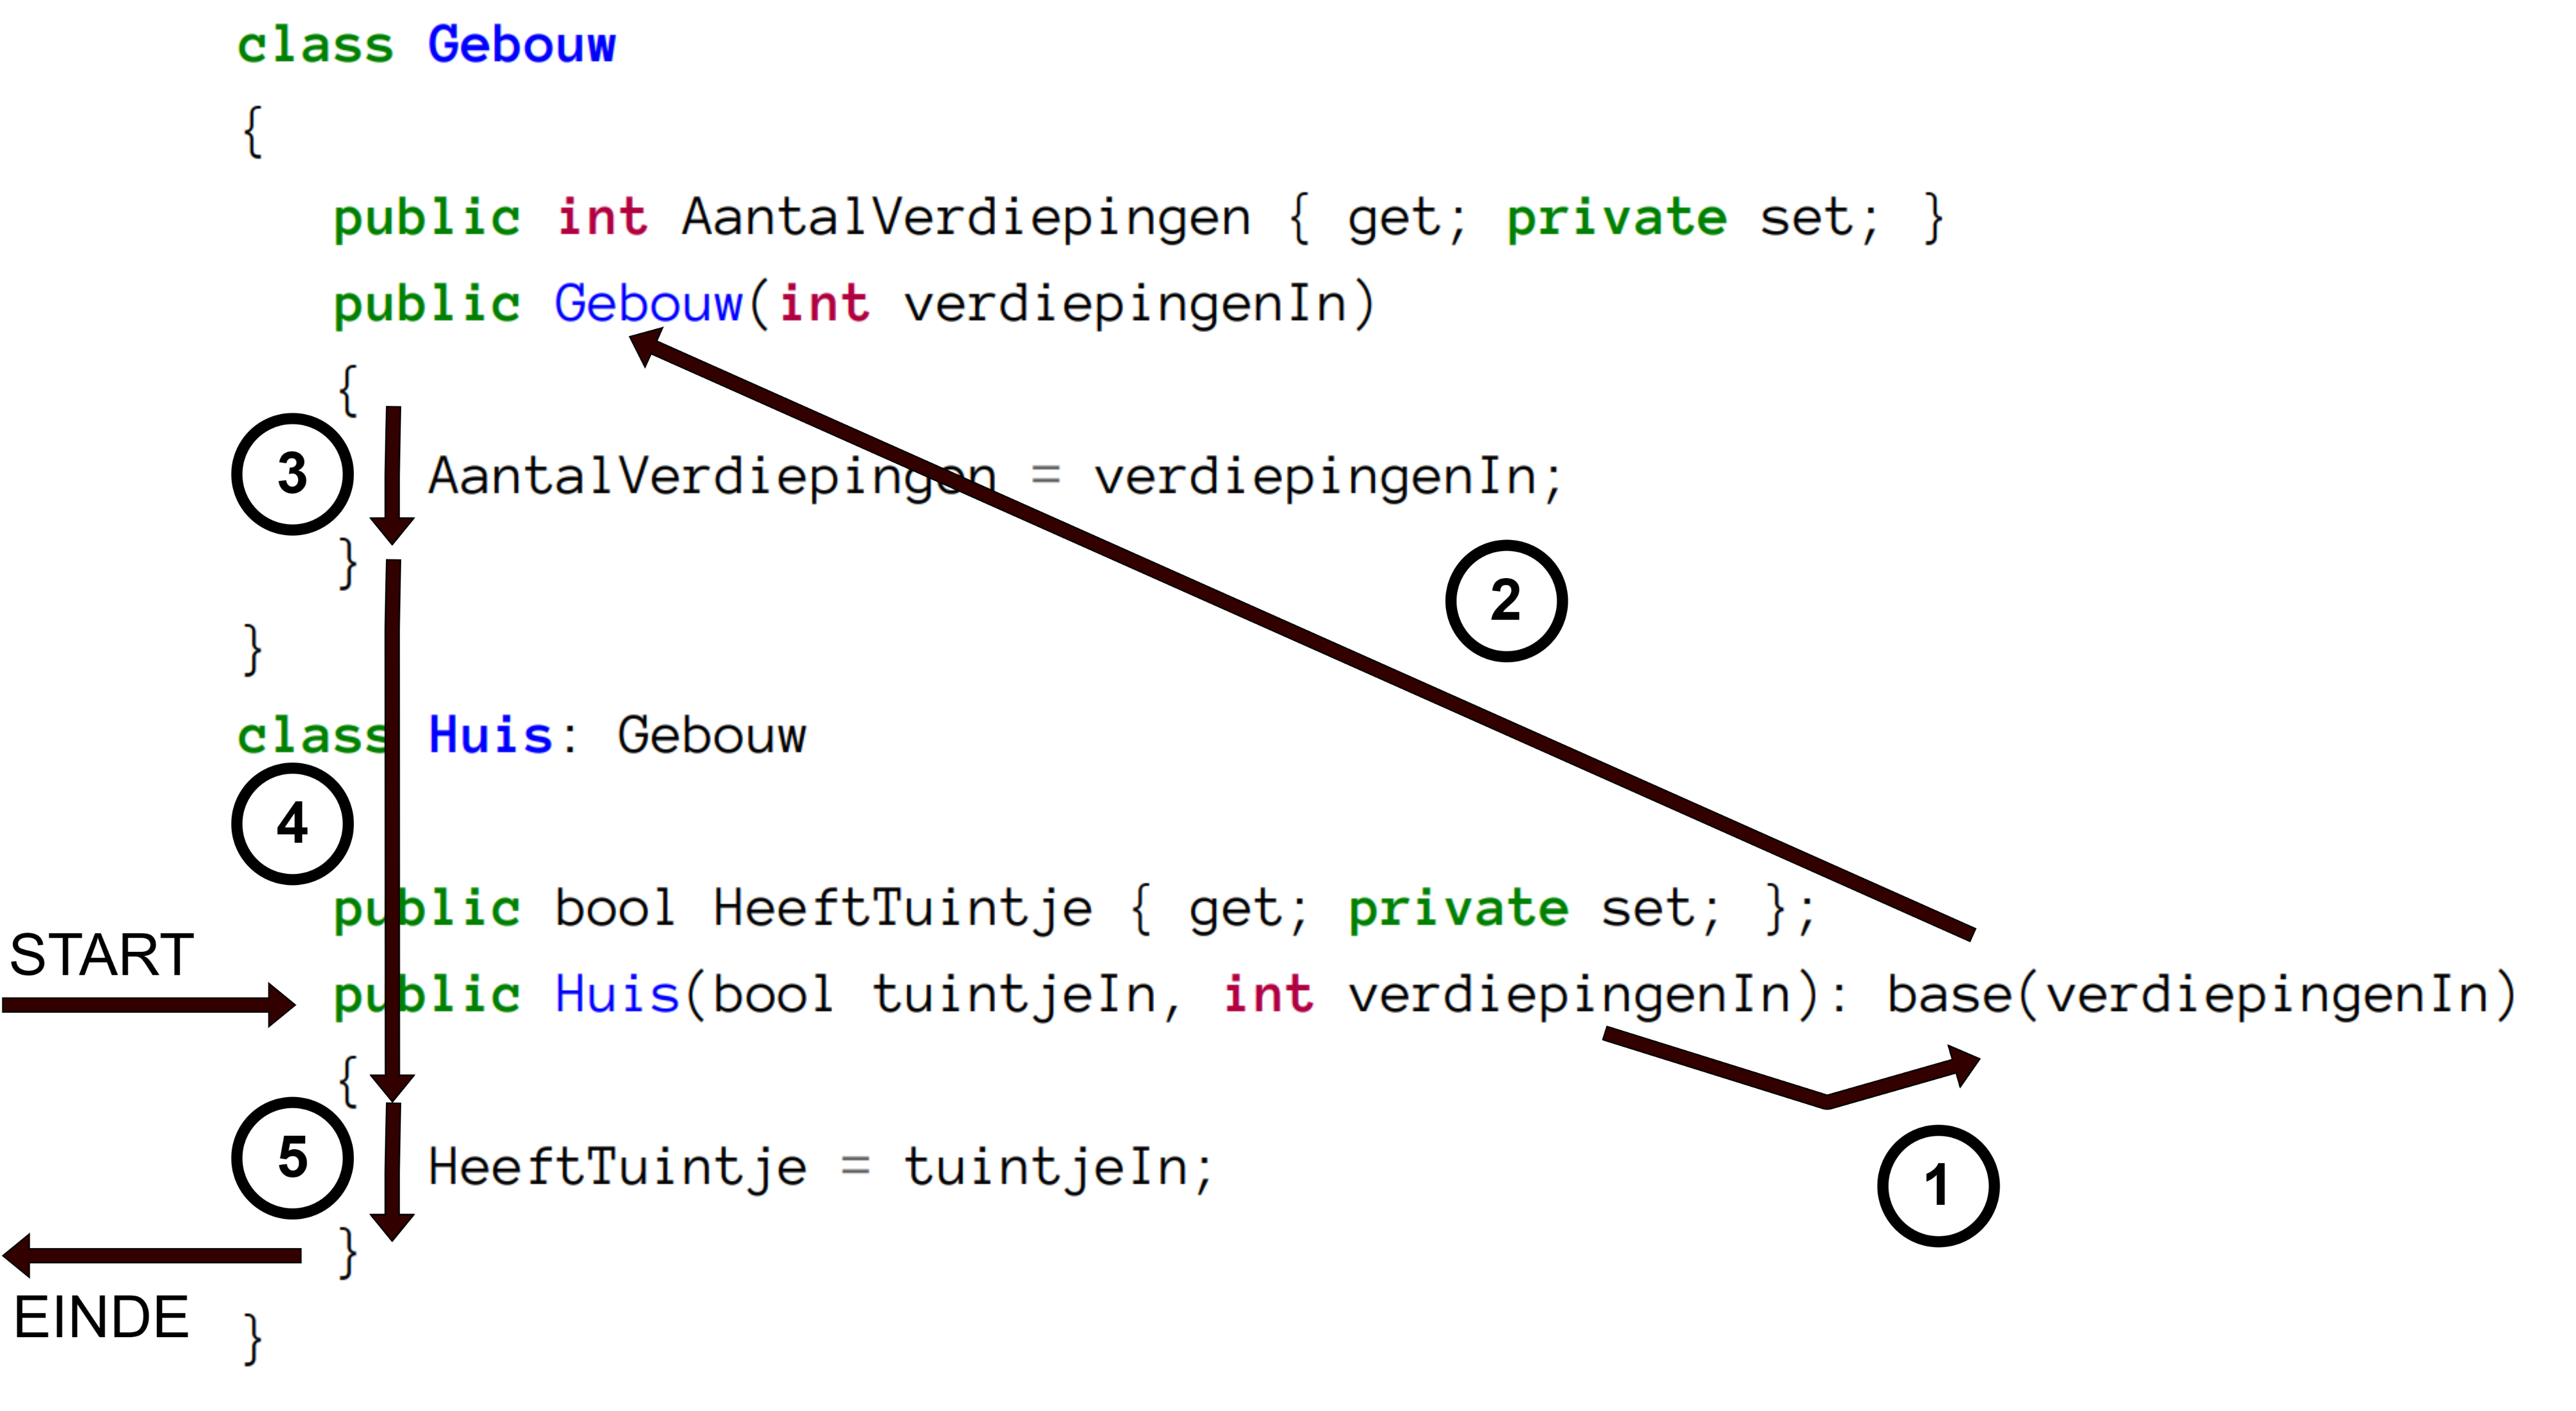 class Gebouw
{
public int AantalVerdiepingen { get; private set; }
public Gebouw(int verdiepingenIn)
{
3 AantalVerdiepingen = verdiepingenIn;
}
2
}
class Huis: Gebouw
4
public bool HeeftTuintje { get; private set; };
START
public Huis(bool tuintjeIn, int verdiepingenIn): base(verdiepingenIn)
{
5 HeeftTuintje = tuintjeIn;
1
}
EINDE
}